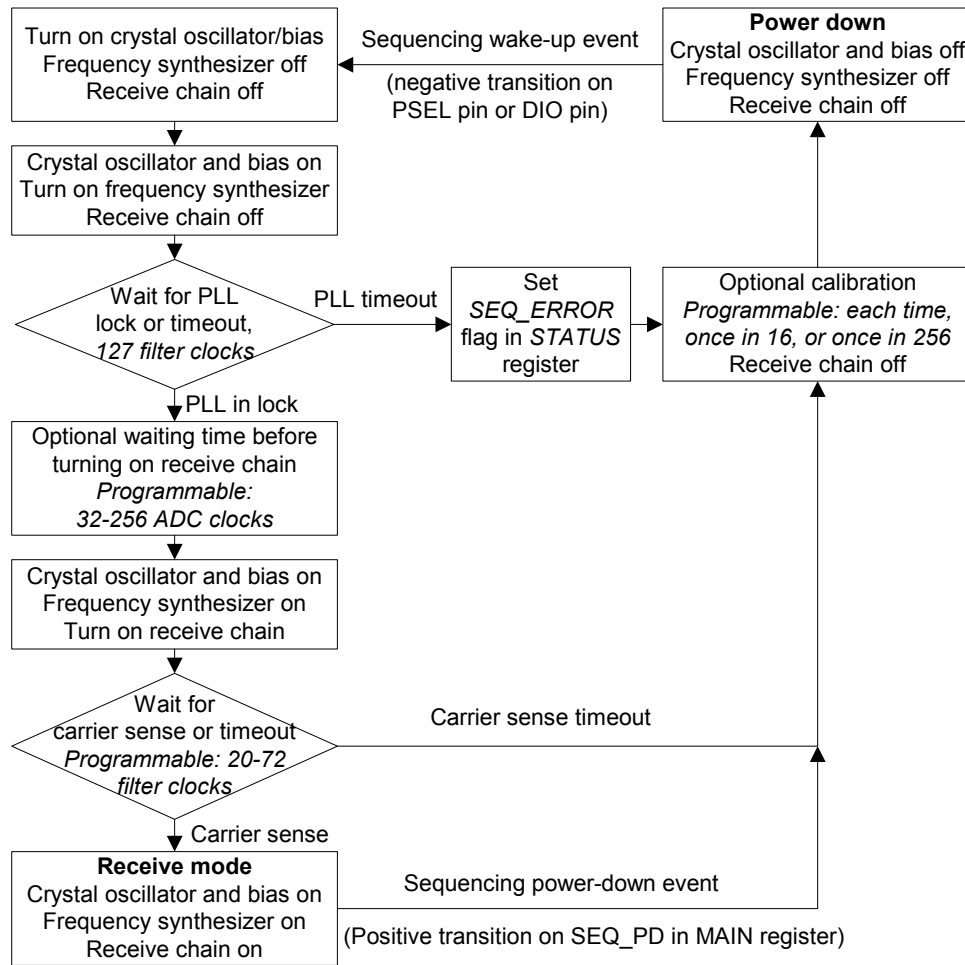 Turn on crystal oscillator/bias
Frequency synthesizer off
Receive chain off
Sequencing wake-up event
(negative transition on
PSEL pin or DIO pin)
Power down
Crystal oscillator and bias off
Frequency synthesizer off
Receive chain off
Crystal oscillator and bias on
Turn on frequency synthesizer
Receive chain off
Wait for PLL
lock or timeout,
127 filter clocks
PLL timeout
Set
SEQ_ERROR
flag in STATUS
register
Optional calibration
Programmable: each time,
once in 16, or once in 256
Receive chain off
PLL in lock
Optional waiting time before
turning on receive chain
Programmable:
32-256 ADC clocks
Crystal oscillator and bias on
Frequency synthesizer on
Turn on receive chain
Wait for
carrier sense or timeout
Programmable: 20-72
filter clocks
Carrier sense timeout
Carrier sense
Receive mode
Crystal oscillator and bias on
Frequency synthesizer on
Receive chain on
Sequencing power-down event
(Positive transition on SEQ_PD in MAIN register)